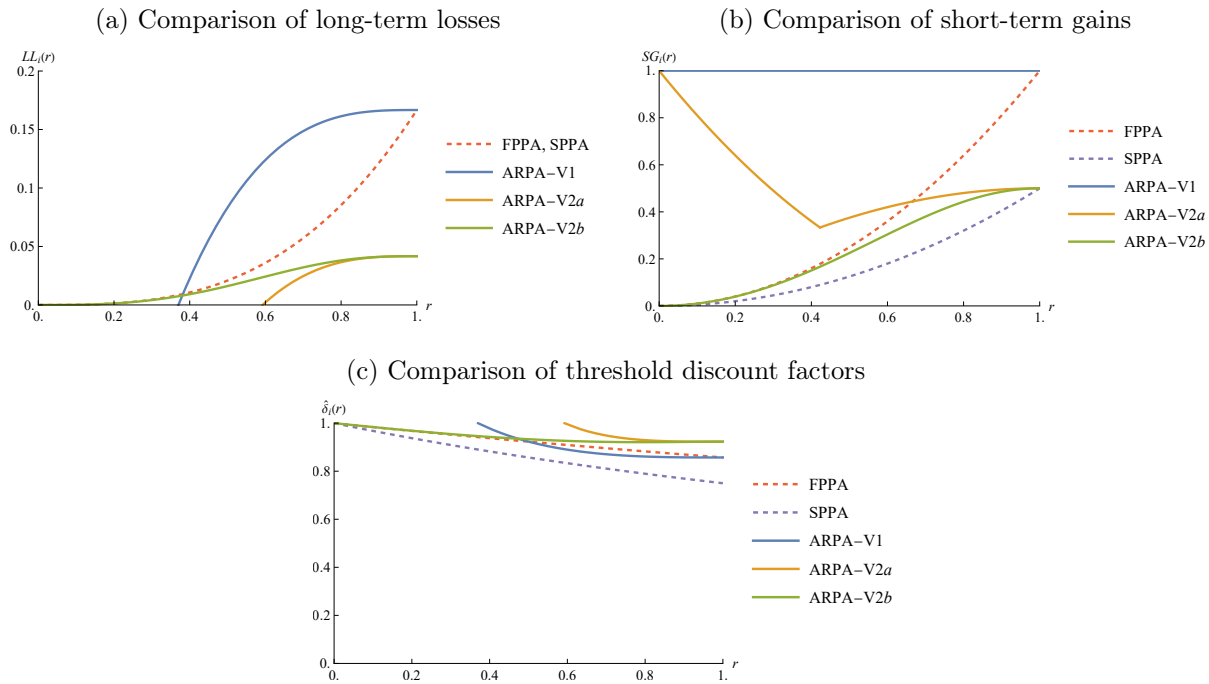 (a) Comparison of long-term losses
LL_i(r)
0.2
0.15
0.1
0.05
0
0.
0.2
0.4
0.6
0.8
1.
r
FPPA, SPPA
ARPA-V1
ARPA-V2a
ARPA-V2b
(b) Comparison of short-term gains
SG_i(r)
1.
0.8
0.6
0.4
0.2
0.
0.
0.2
0.4
0.6
0.8
1.
r
FPPA
SPPA
ARPA-V1
ARPA-V2a
ARPA-V2b
(c) Comparison of threshold discount factors
δ̂_i(r)
1.
0.8
0.6
0.4
0.2
0.
0.
0.2
0.4
0.6
0.8
1.
r
FPPA
SPPA
ARPA-V1
ARPA-V2a
ARPA-V2b